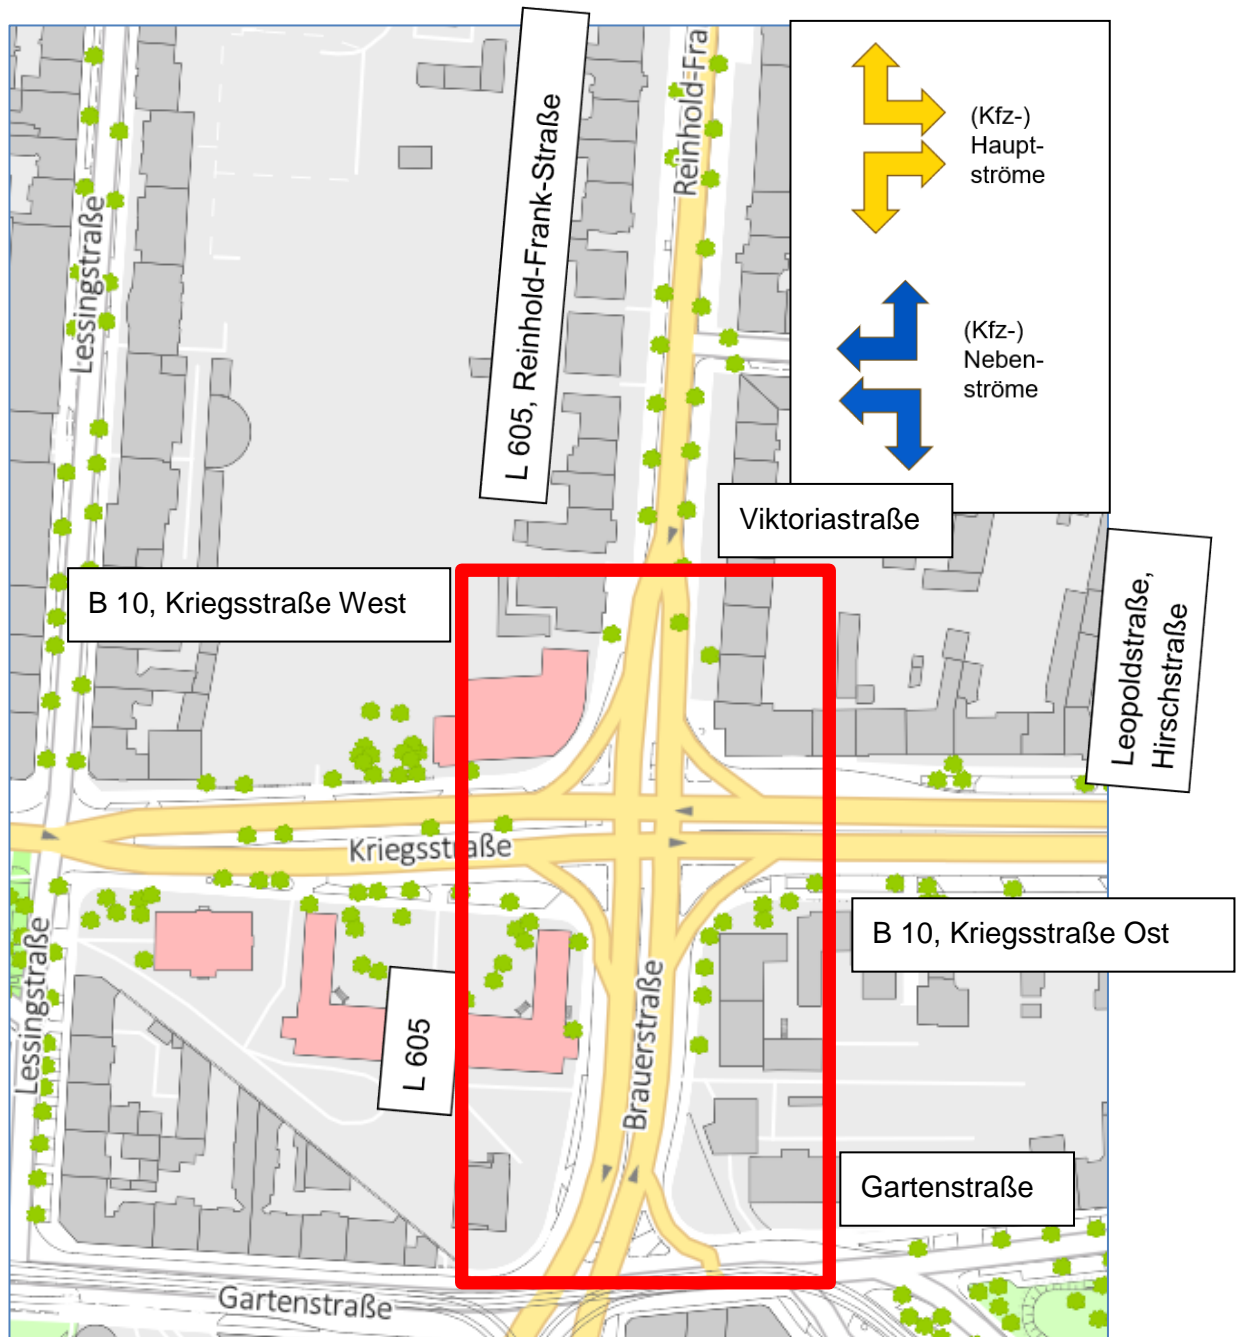 Reinhold-Fra
L 605, Reinhold-Frank-Straße
(Kfz-)
Haupt-
ströme
(Kfz-)
Neben-
ströme
Lessingstraße
Viktoriastraße
B 10, Kriegsstraße West
Leopoldstraße,
Hirschstraße
Kriegsstraße
B 10, Kriegsstraße Ost
Lessingstraße
L 605
Brauerstraße
Gartenstraße
Gartenstraße